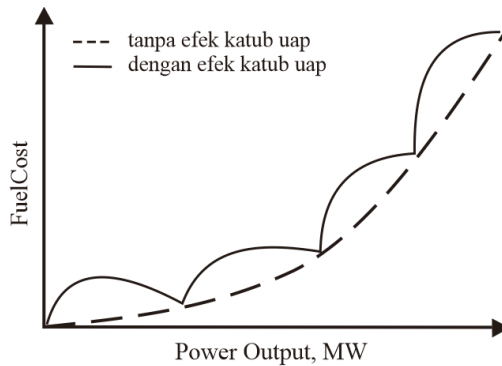 tanpa efek katub uap
dengan efek katub uap
FuelCost
Power Output, MW